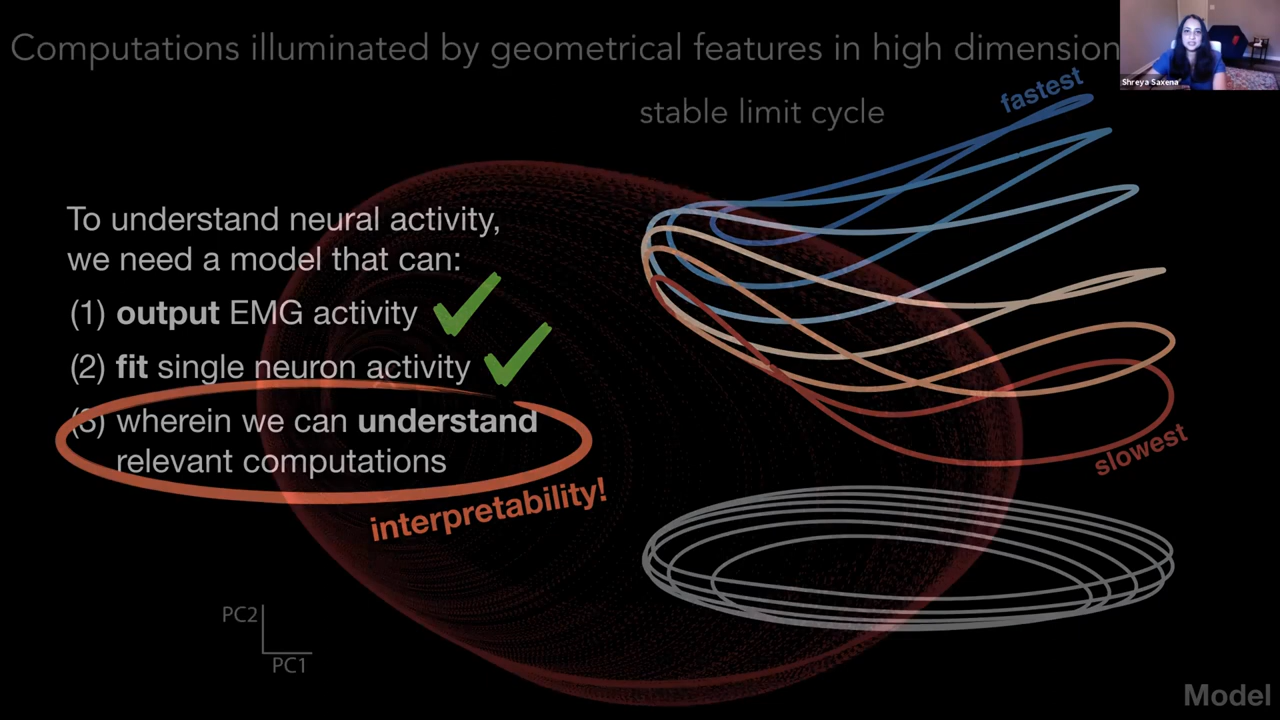 Computations illuminated by geometrical features in high dimension
Shreya Saxena
stable limit cycle
fastest
To understand neural activity,
we need a model that can:
(1) output EMG activity
(2) fit single neuron activity
(3) wherein we can understand
relevant computations
interpretability!
slowest
PC2
PC1
Model